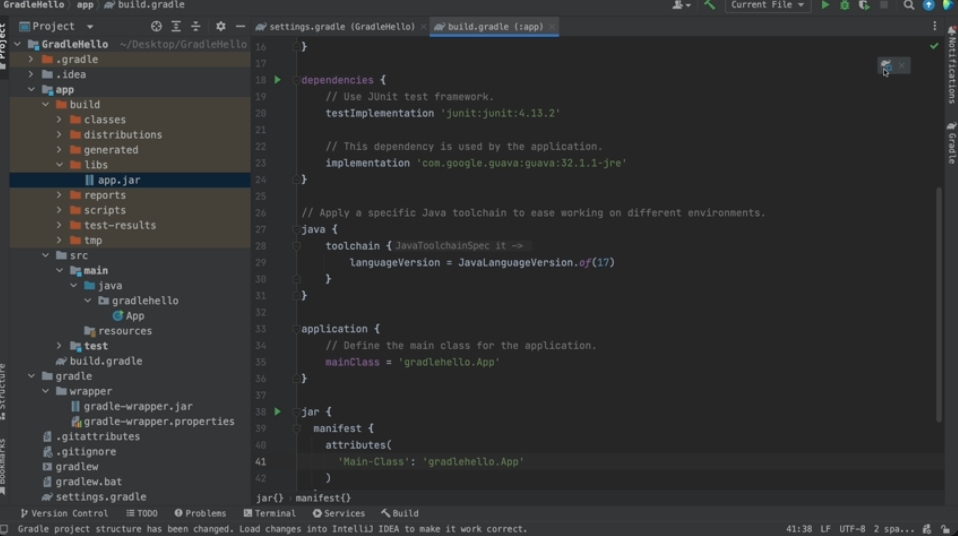 GradleHello
app
build.gradle
Current File
Project
settings.gradle (GradleHello)
build.gradle (:app)
Project
Notifications
Gradle
Structure
Bookmarks
GradleHello ~/Desktop/GradleHello
.gradle
.idea
app
build
classes
distributions
generated
libs
app.jar
reports
scripts
test-results
tmp
src
main
java
gradlehello
App
resources
test
build.gradle
gradle
wrapper
gradle-wrapper.jar
gradle-wrapper.properties
.gitattributes
.gitignore
gradlew
gradlew.bat
settings.gradle
16 }
17
18 dependencies {
19 // Use JUnit test framework.
20 testImplementation 'junit:junit:4.13.2'
21
22 // This dependency is used by the application.
23 implementation 'com.google.guava:guava:32.1.1-jre'
24 }
25
26 // Apply a specific Java toolchain to ease working on different environments.
27 java {
28 toolchain { JavaToolchainSpec it ->
29 languageVersion = JavaLanguageVersion.of(17)
30 }
31 }
32
33 application {
34 // Define the main class for the application.
35 mainClass = 'gradlehello.App'
36 }
37
38 jar {
39 manifest {
40 attributes(
41 'Main-Class': 'gradlehello.App'
42 )
jar{} › manifest{}
Version Control TODO Problems Terminal Services Build
Gradle project structure has been changed. Load changes into IntelliJ IDEA to make it work correct. 41:38 LF UTF-8 2 spa...